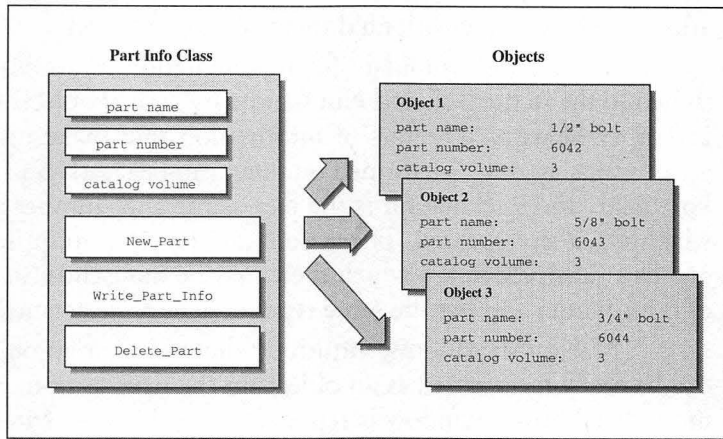 Part Info Class
part name
part number
catalog volume
New_Part
Write_Part_Info
Delete_Part
Objects
Object 1
part name: 1/2" bolt
part number: 6042
catalog volume: 3
Object 2
part name: 5/8" bolt
part number: 6043
catalog volume: 3
Object 3
part name: 3/4" bolt
part number: 6044
catalog volume: 3